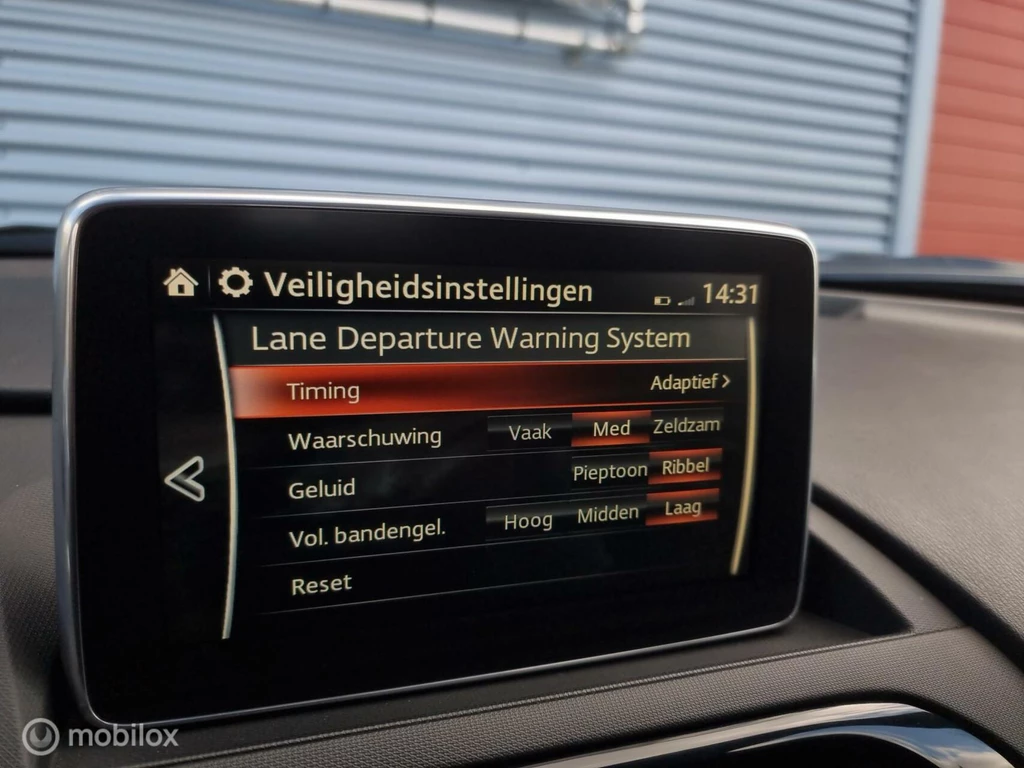 Veiligheidsinstellingen 14:31
Lane Departure Warning System
Timing Adaptief >
Waarschuwing Vaak Med Zeldzam
Geluid Pieptoon Ribbel
Vol. bandengel. Hoog Midden Laag
Reset
mobilox